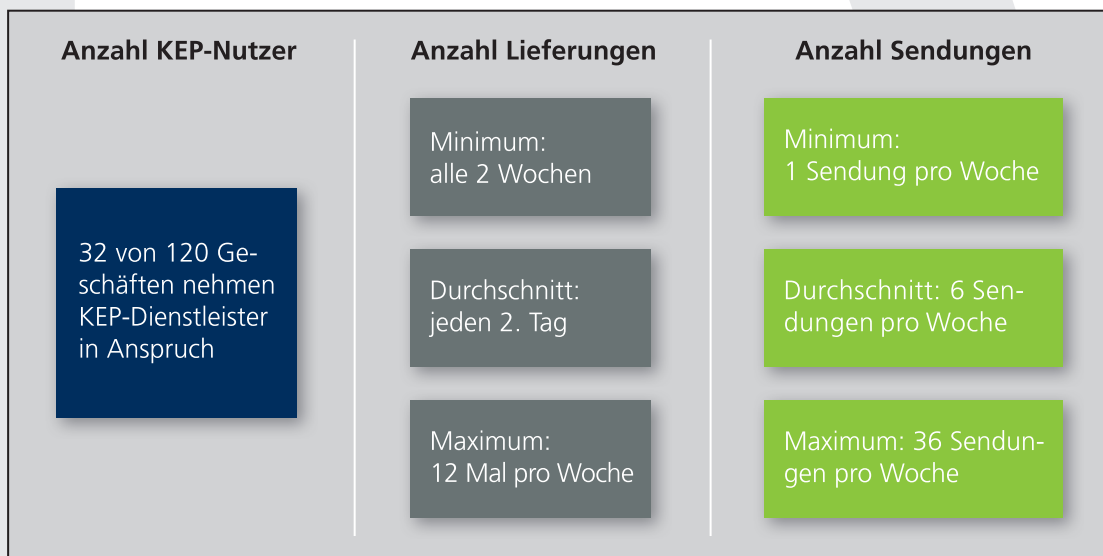 Anzahl KEP-Nutzer
32 von 120 Ge-
schäften nehmen
KEP-Dienstleister
in Anspruch
Anzahl Lieferungen
Minimum:
alle 2 Wochen
Durchschnitt:
jeden 2. Tag
Maximum:
12 Mal pro Woche
Anzahl Sendungen
Minimum:
1 Sendung pro Woche
Durchschnitt: 6 Sen-
dungen pro Woche
Maximum: 36 Sendun-
gen pro Woche